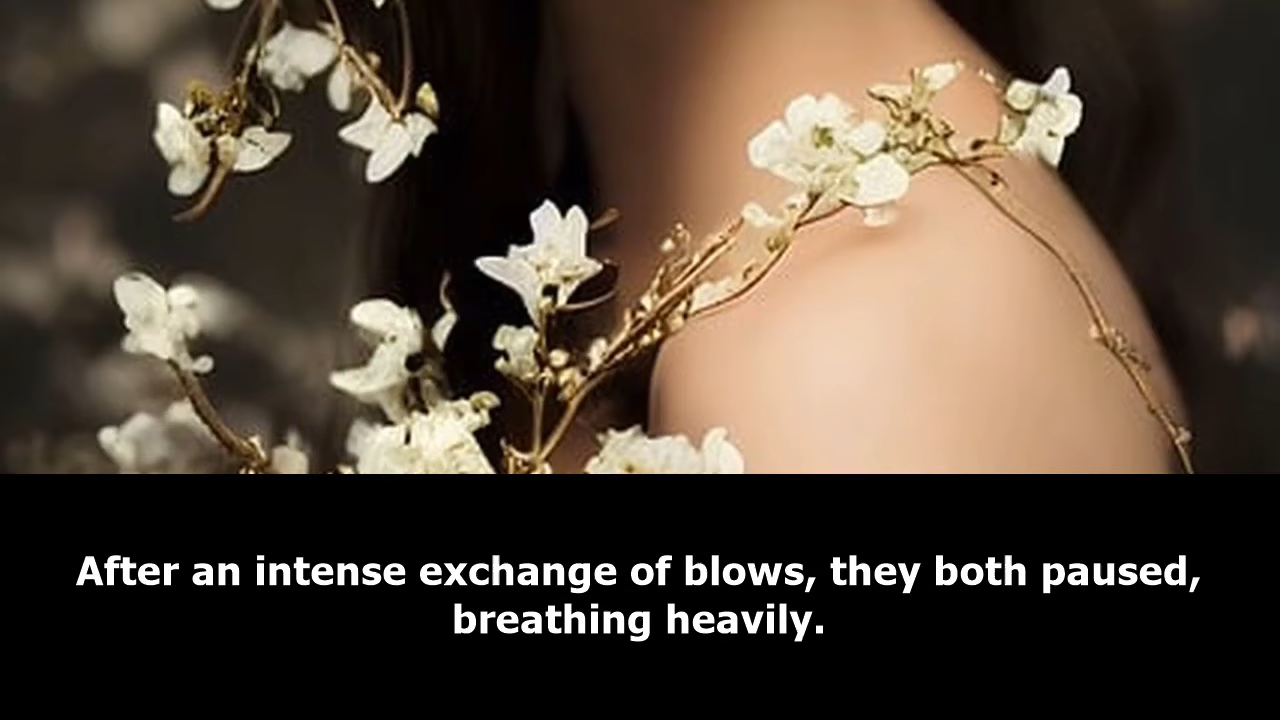 After an intense exchange of blows, they both paused,
breathing heavily.